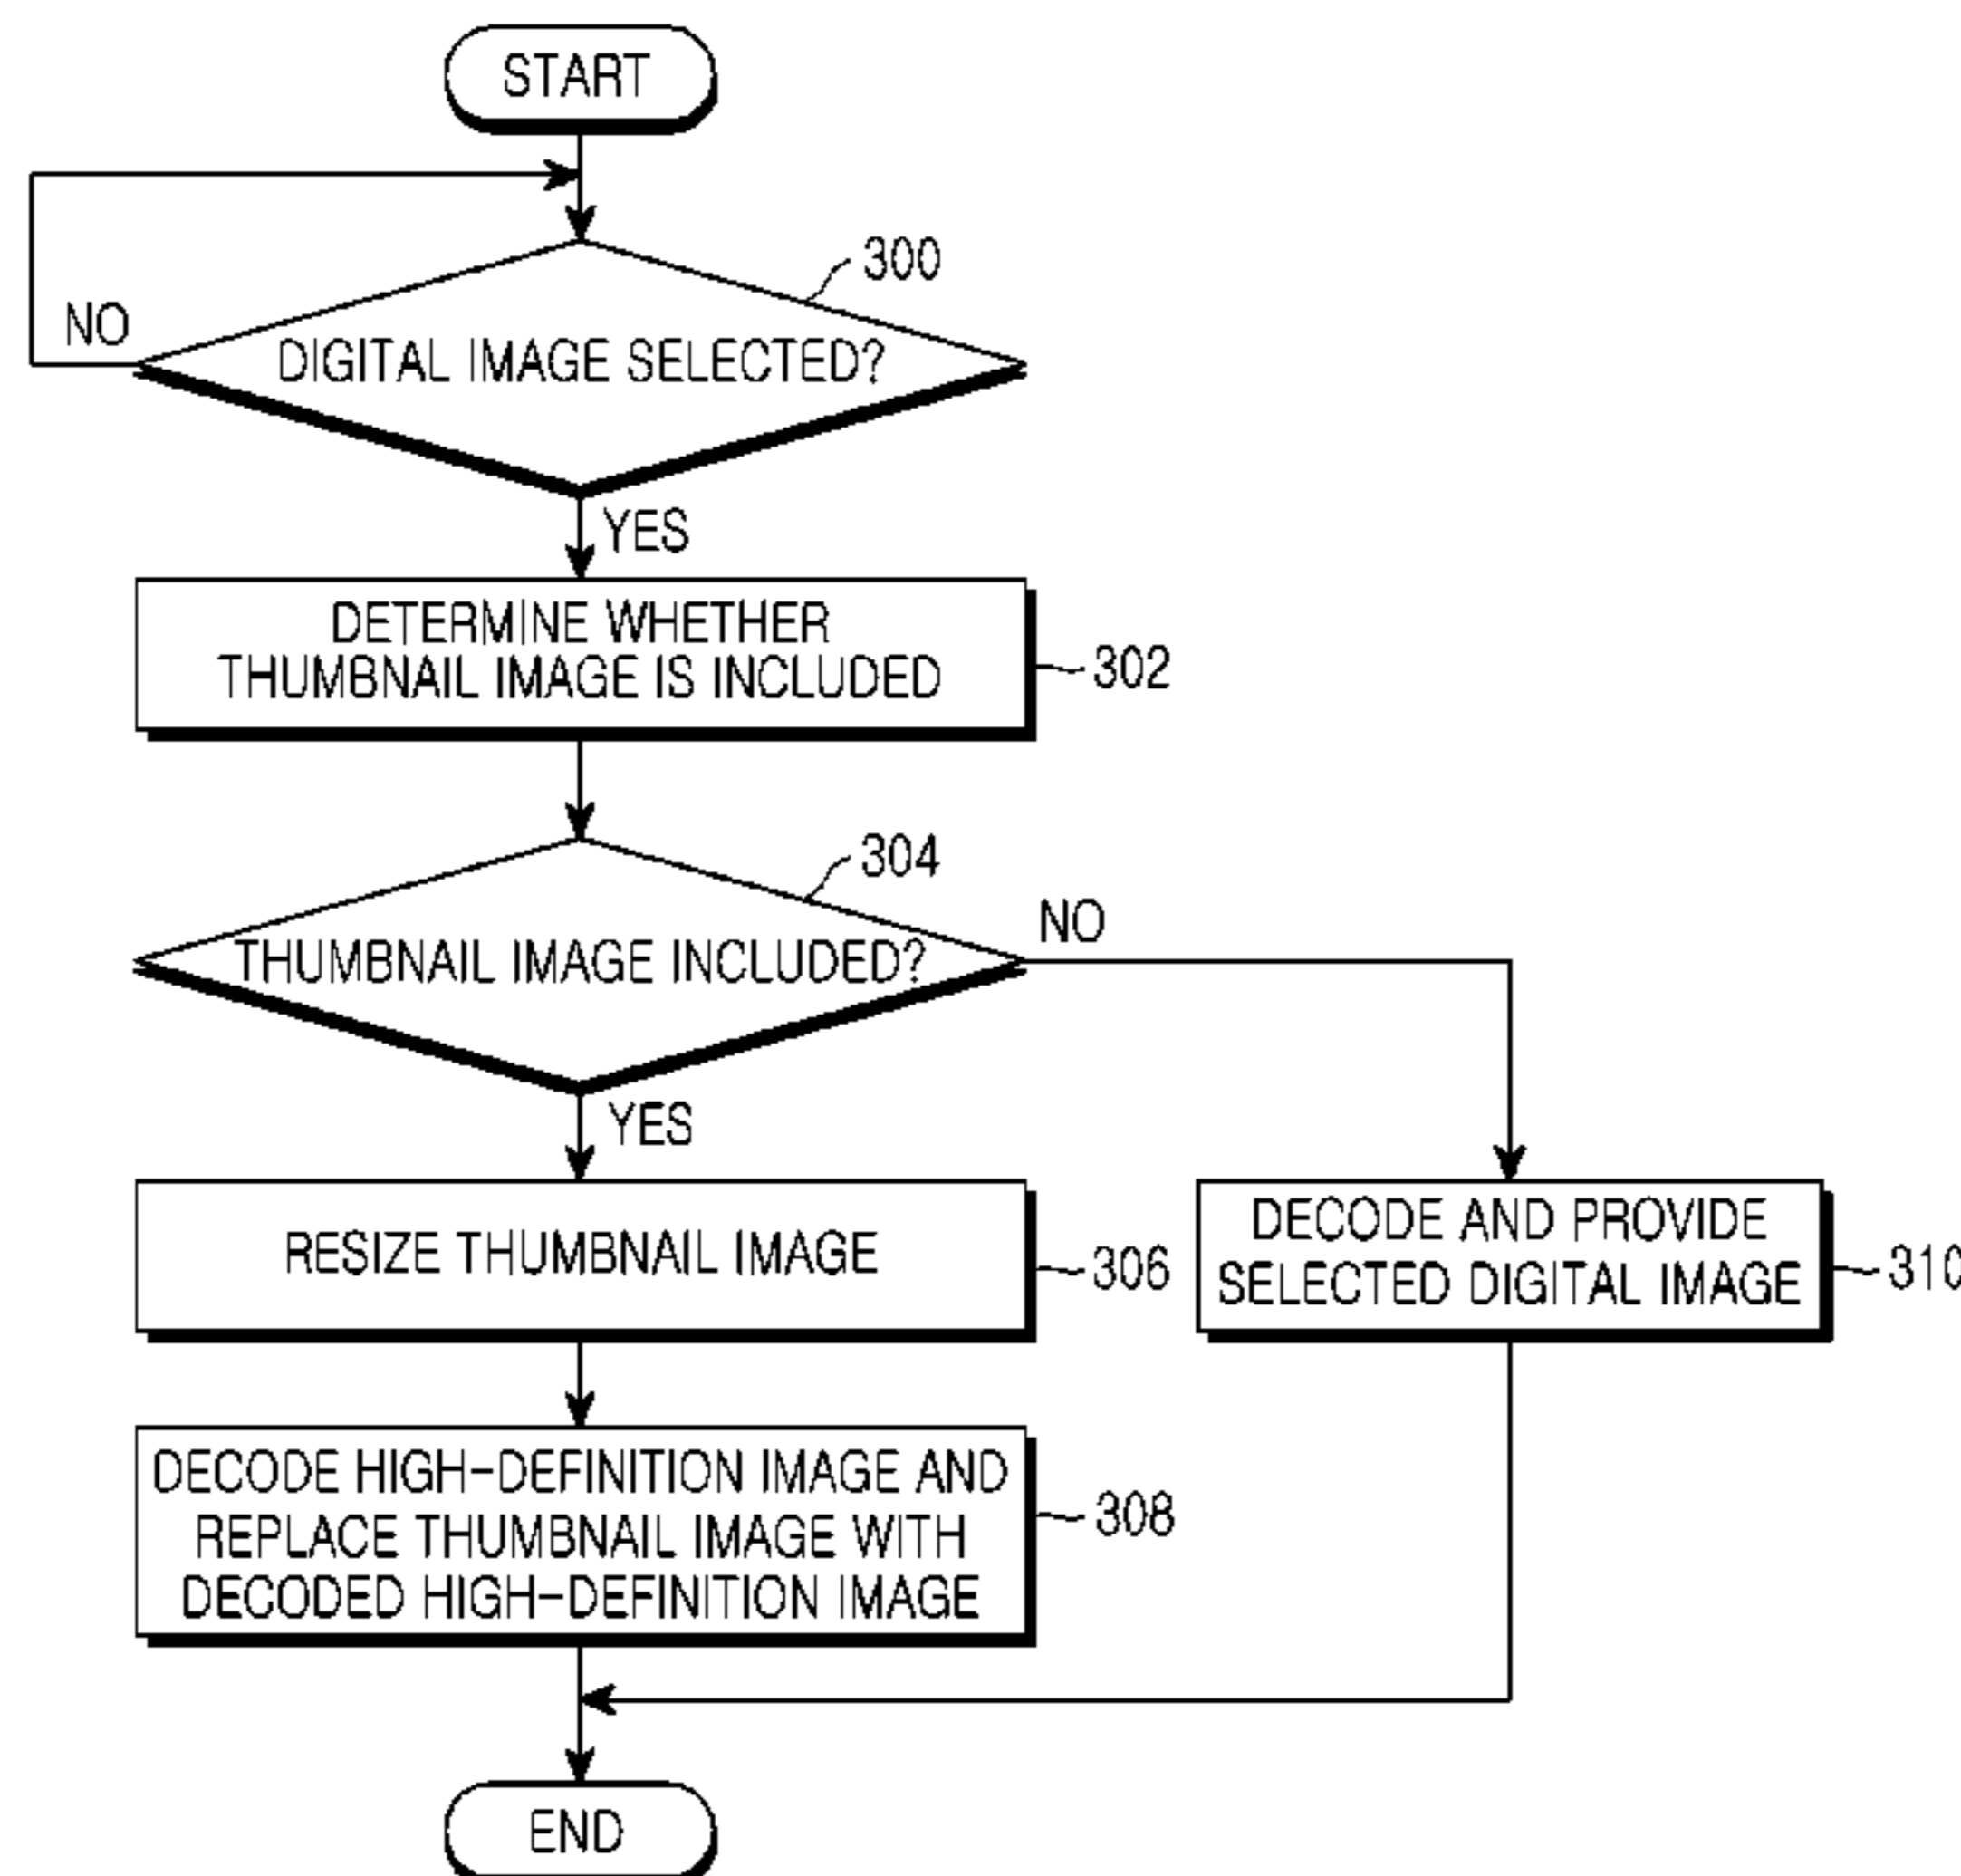 START
300
NO
DIGITAL IMAGE SELECTED?
YES
DETERMINE WHETHER
THUMBNAIL IMAGE IS INCLUDED
302
304
NO
THUMBNAIL IMAGE INCLUDED?
YES
RESIZE THUMBNAIL IMAGE
306
DECODE AND PROVIDE
SELECTED DIGITAL IMAGE
310
DECODE HIGH-DEFINITION IMAGE AND
REPLACE THUMBNAIL IMAGE WITH
DECODED HIGH-DEFINITION IMAGE
308
END